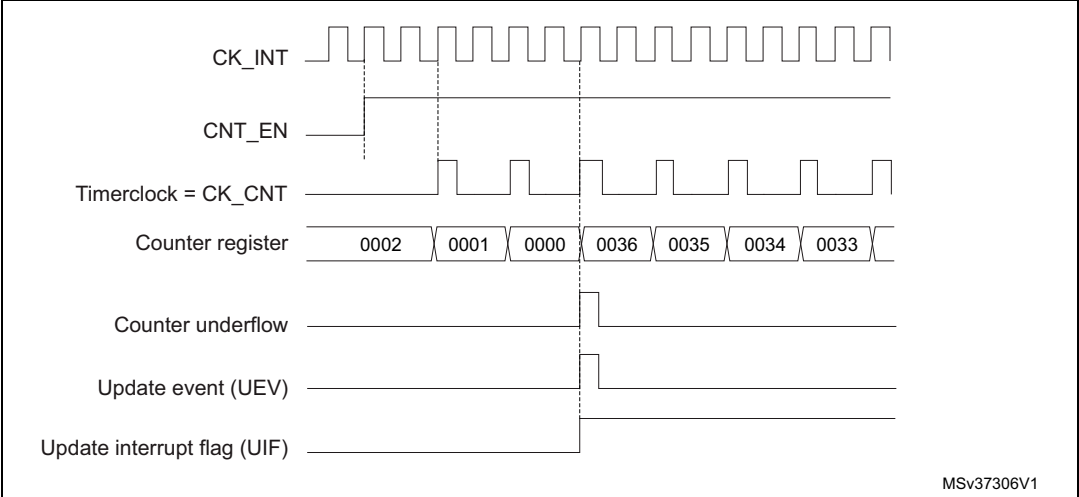 CK_INT
CNT_EN
Timerclock = CK_CNT
Counter register 0002 0001 0000 0036 0035 0034 0033
Counter underflow
Update event (UEV)
Update interrupt flag (UIF)
MSv37306V1